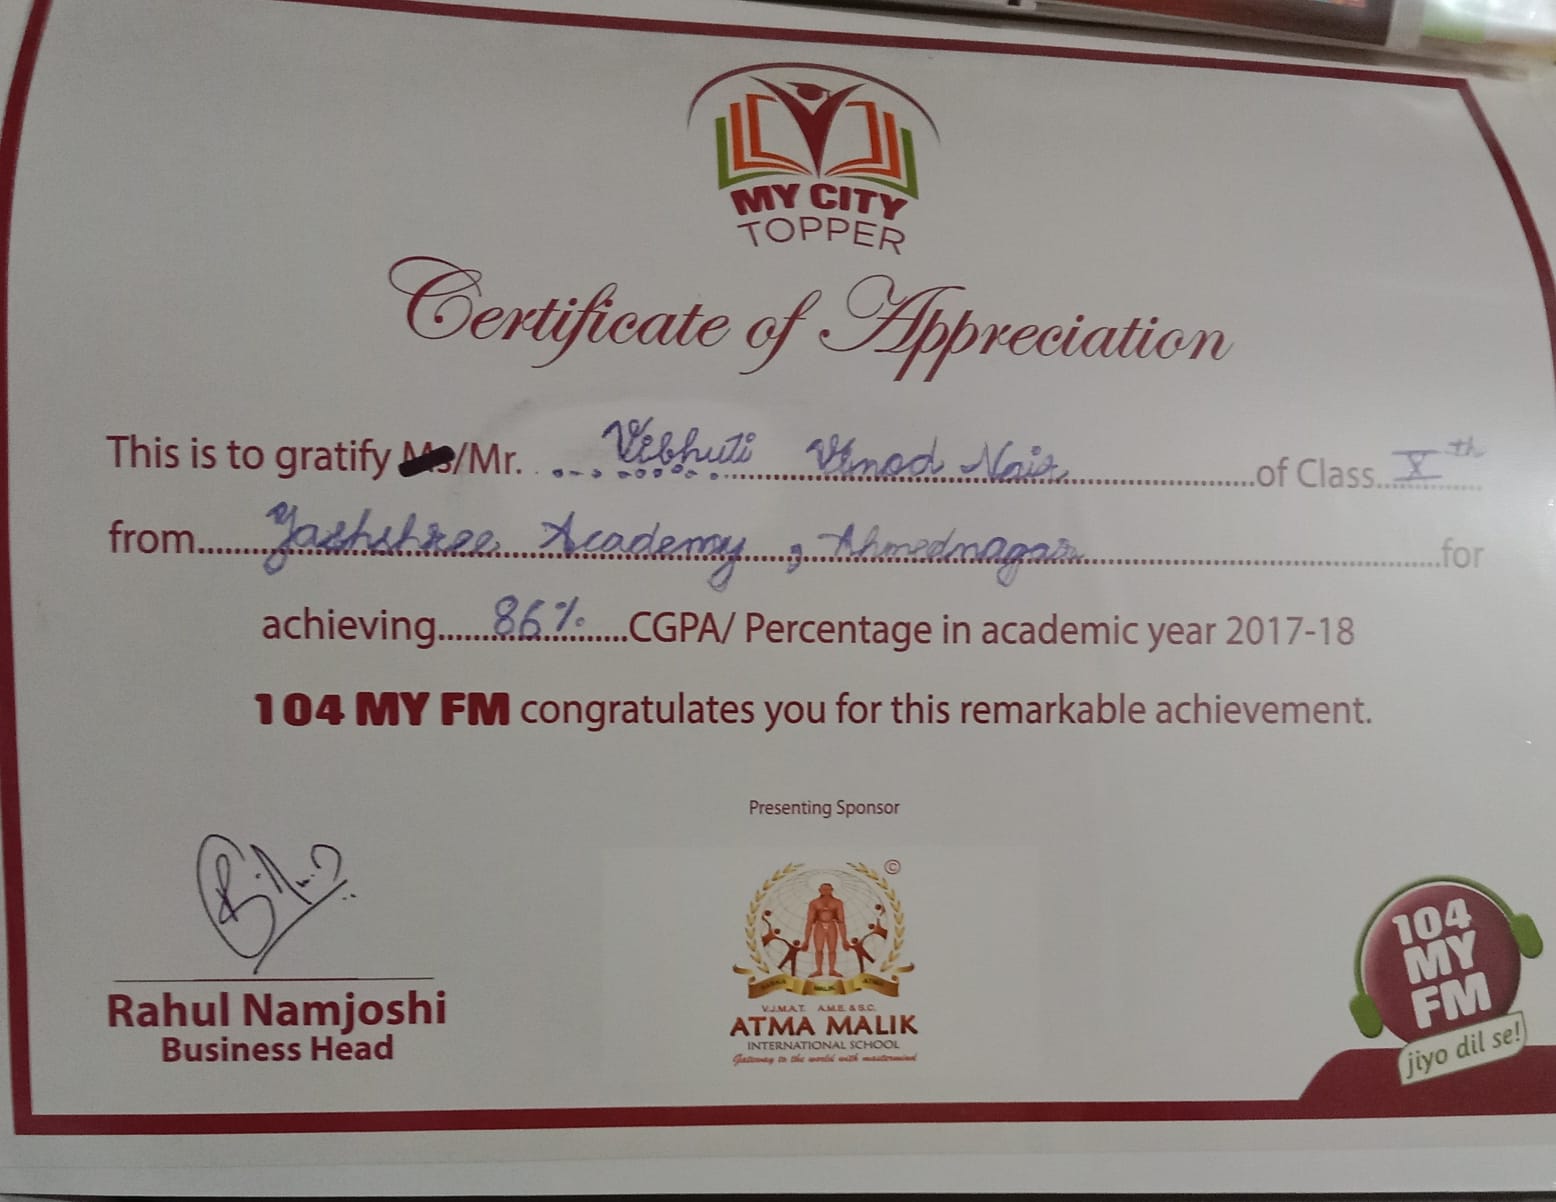 MY CITY
TOPPER
Certificate of Appreciation
This is to gratify Ms/Mr. Vibhuti Vinod Nair of Class Xth
from Yashshree Academy, Ahmednagar for
achieving 86% CGPA/ Percentage in academic year 2017-18
104 MY FM congratulates you for this remarkable achievement.
Presenting Sponsor
©
V.J.M.A.T. A.M.E. & S.C.
ATMA MALIK
INTERNATIONAL SCHOOL
Gateway to the world with mastermind
Rahul Namjoshi
Business Head
104
MY
FM
jiyo dil se!